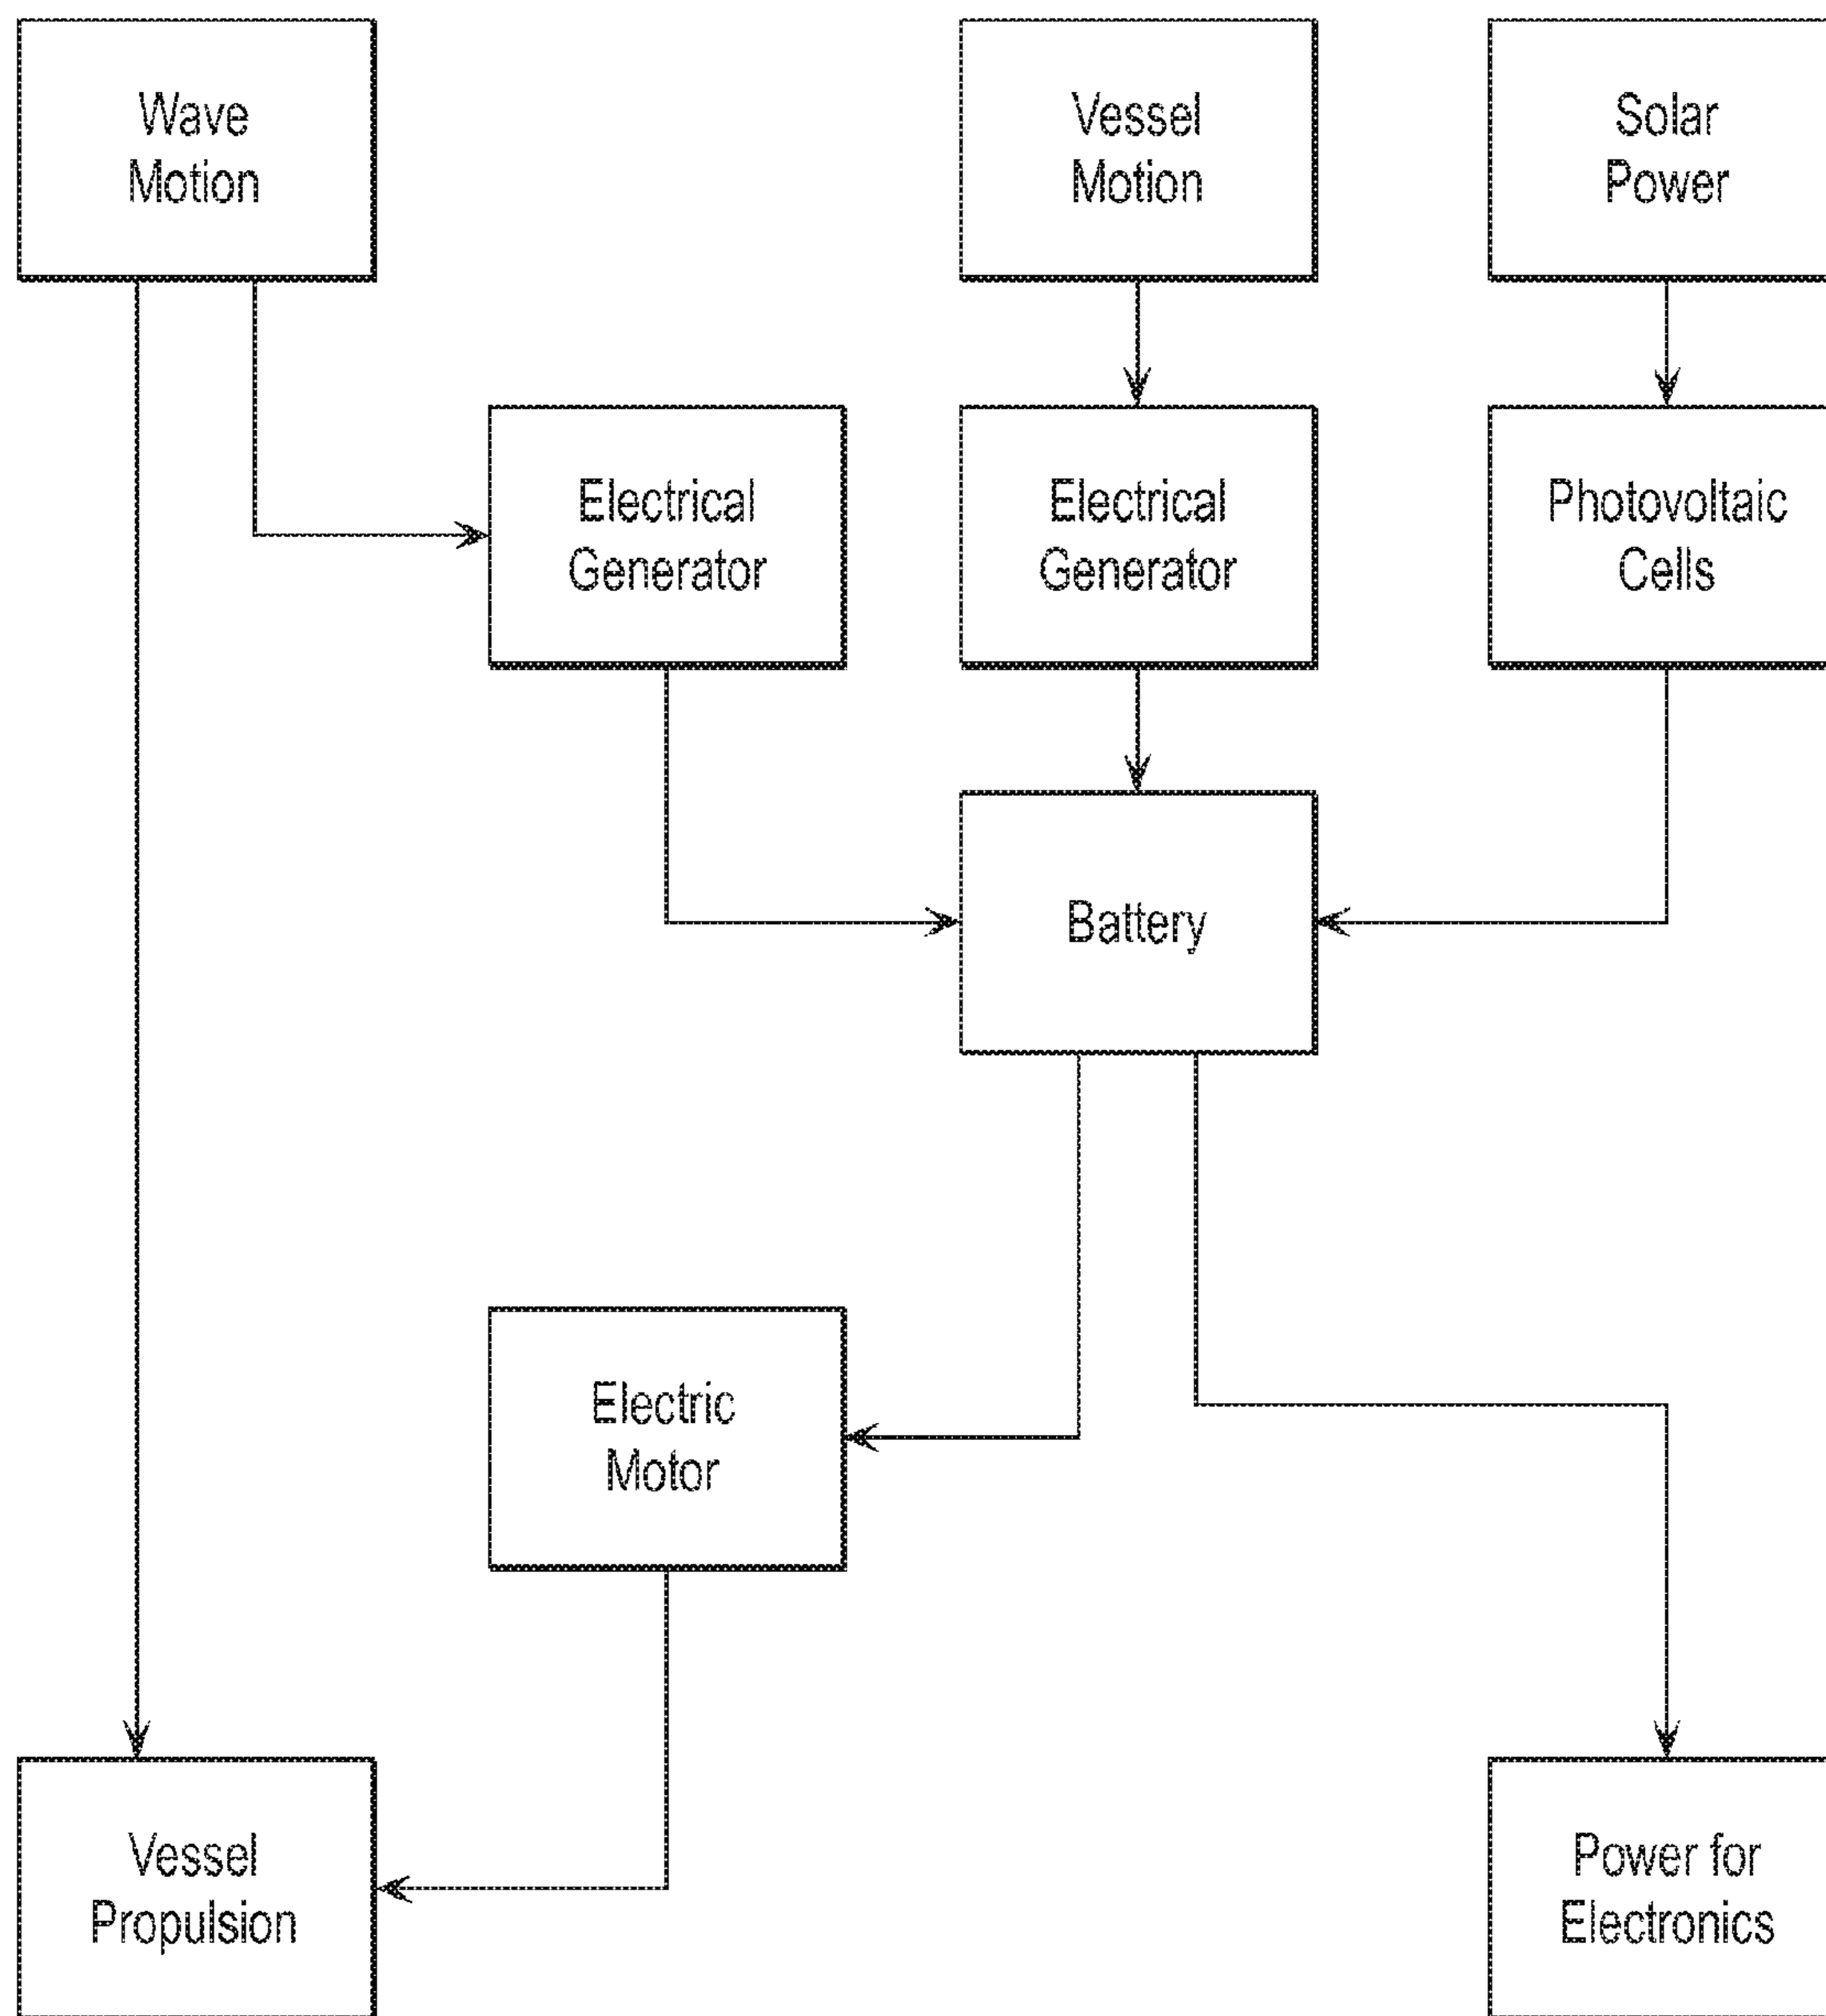 Wave
Motion
Vessel
Motion
Solar
Power
Electrical
Generator
Electrical
Generator
Photovoltaic
Cells
Battery
Electric
Motor
Vessel
Propulsion
Power for
Electronics